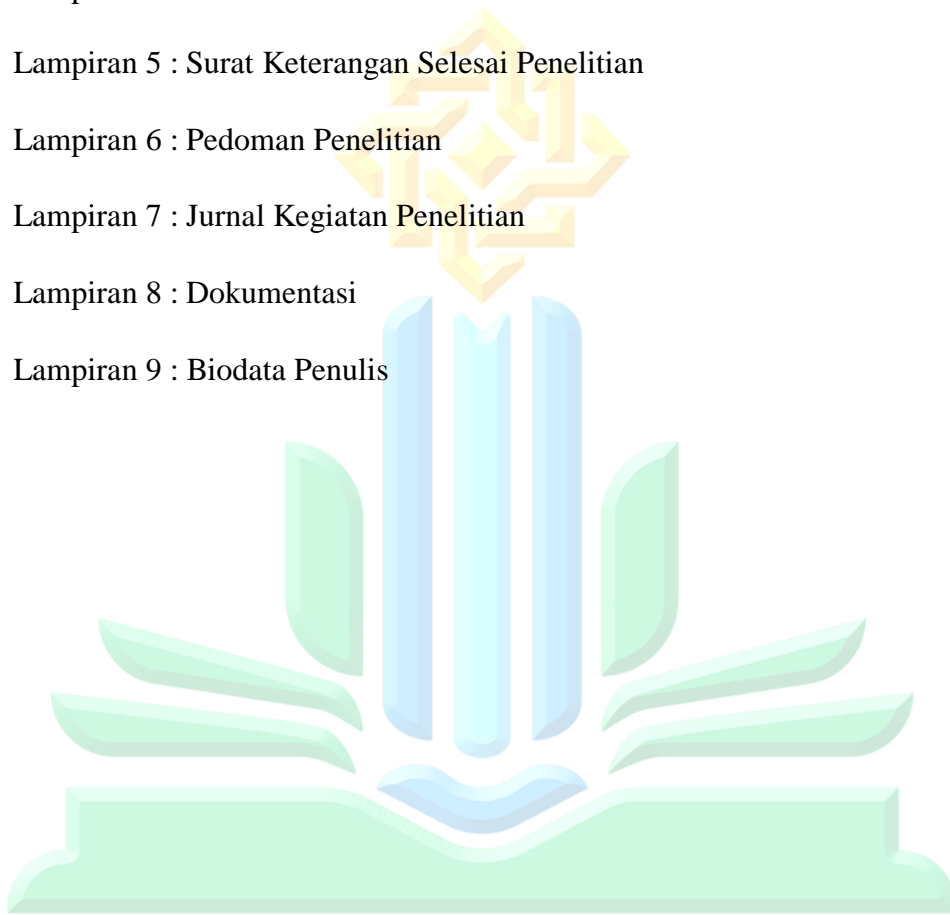 Lampiran 5 : Surat Keterangan Selesai Penelitian
Lampiran 6 : Pedoman Penelitian
Lampiran 7 : Jurnal Kegiatan Penelitian
Lampiran 8 : Dokumentasi
Lampiran 9 : Biodata Penulis